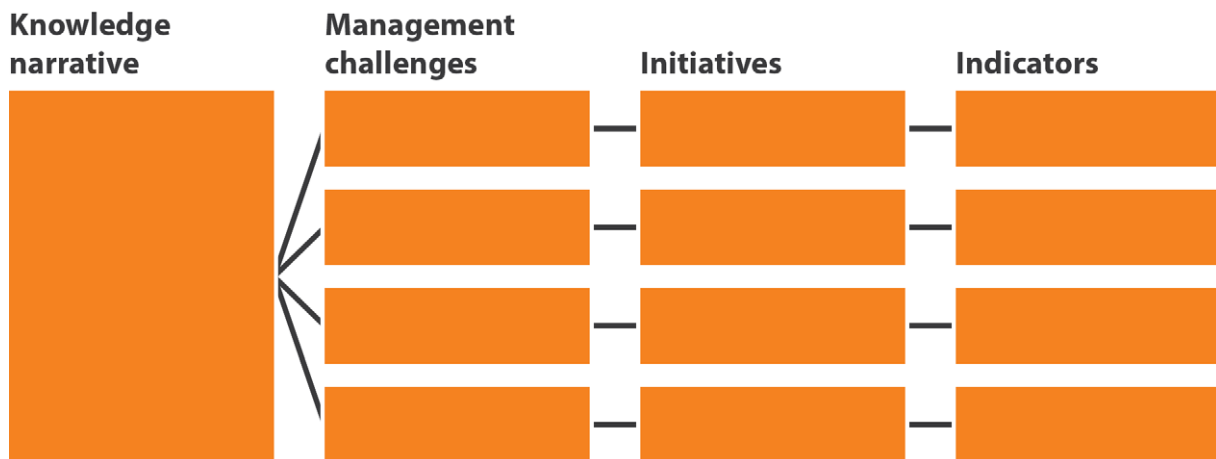 Knowledge
narrative
Management
challenges
Initiatives
Indicators